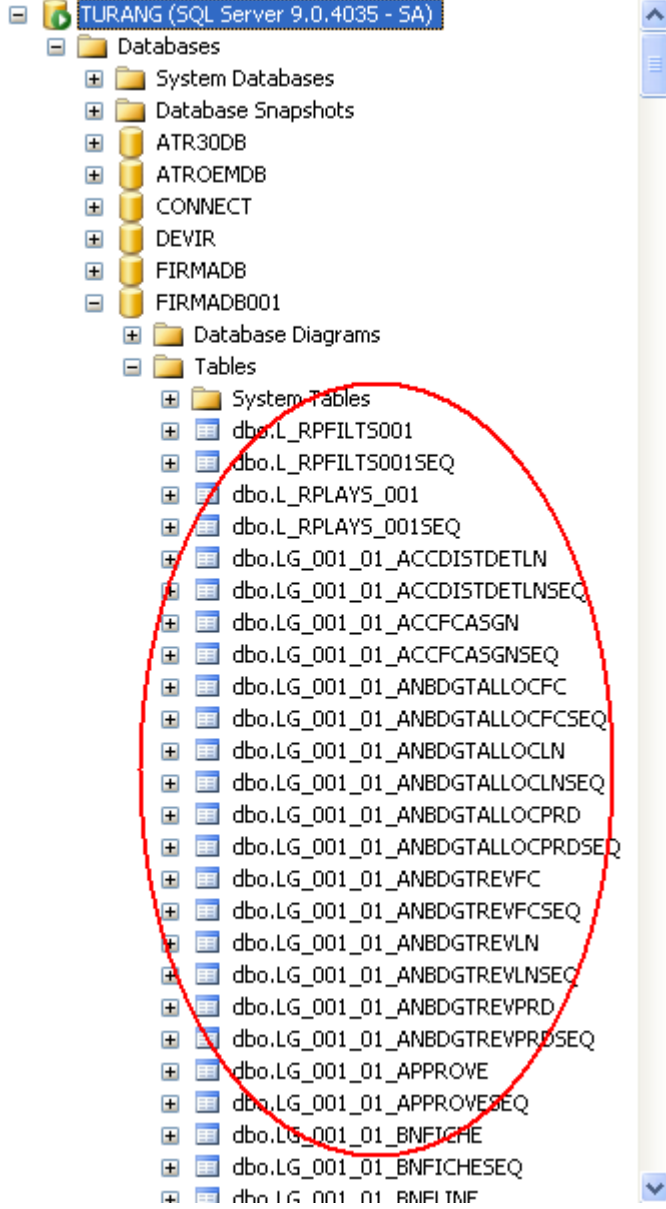 TURANG (SQL Server 9.0.4035 - SA)
Databases
System Databases
Database Snapshots
ATR30DB
ATROEMDB
CONNECT
DEVIR
FIRMADB
FIRMADB001
Database Diagrams
Tables
System Tables
dbo.L_RPFILTS001
dbo.L_RPFILTS001SEQ
dbo.L_RPLAYS_001
dbo.L_RPLAYS_001SEQ
dbo.LG_001_01_ACCDISTDETLN
dbo.LG_001_01_ACCDISTDETLNSEQ
dbo.LG_001_01_ACCFCASGN
dbo.LG_001_01_ACCFCASGNSEQ
dbo.LG_001_01_ANBDGTALLOCFC
dbo.LG_001_01_ANBDGTALLOCFCSEQ
dbo.LG_001_01_ANBDGTALLOCLN
dbo.LG_001_01_ANBDGTALLOCLNSEQ
dbo.LG_001_01_ANBDGTALLOCPRD
dbo.LG_001_01_ANBDGTALLOCPRDSEQ
dbo.LG_001_01_ANBDGTREVFC
dbo.LG_001_01_ANBDGTREVFCSEQ
dbo.LG_001_01_ANBDGTREVLN
dbo.LG_001_01_ANBDGTREVLNSEQ
dbo.LG_001_01_ANBDGTREVPRD
dbo.LG_001_01_ANBDGTREVPRDSEQ
dbo.LG_001_01_APPROVE
dbo.LG_001_01_APPROVESEQ
dbo.LG_001_01_BNFICHE
dbo.LG_001_01_BNFICHESEQ
dbo.LG_001_01_BNFLINE